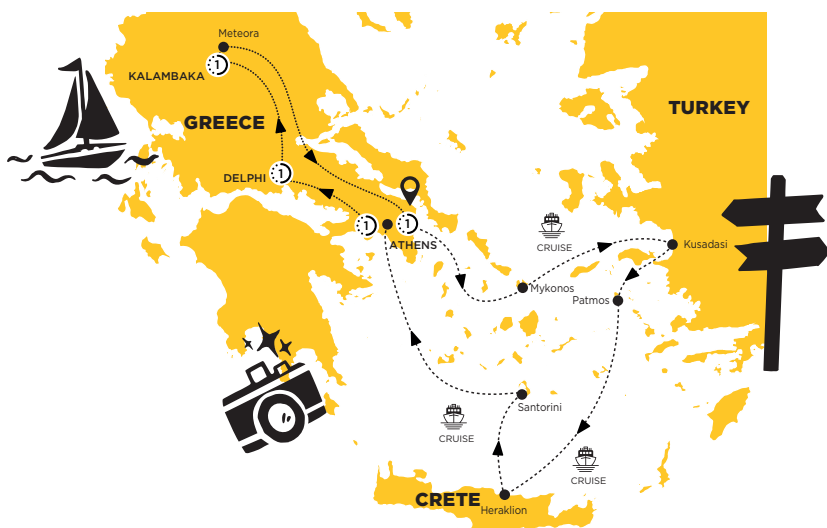 Meteora
1
KALAMBAKA
GREECE
TURKEY
DELPHI
1
1
1
ATHENS
CRUISE
Kusadasi
Mykonos
Patmos
Santorini
CRUISE
CRUISE
CRETE
Heraklion